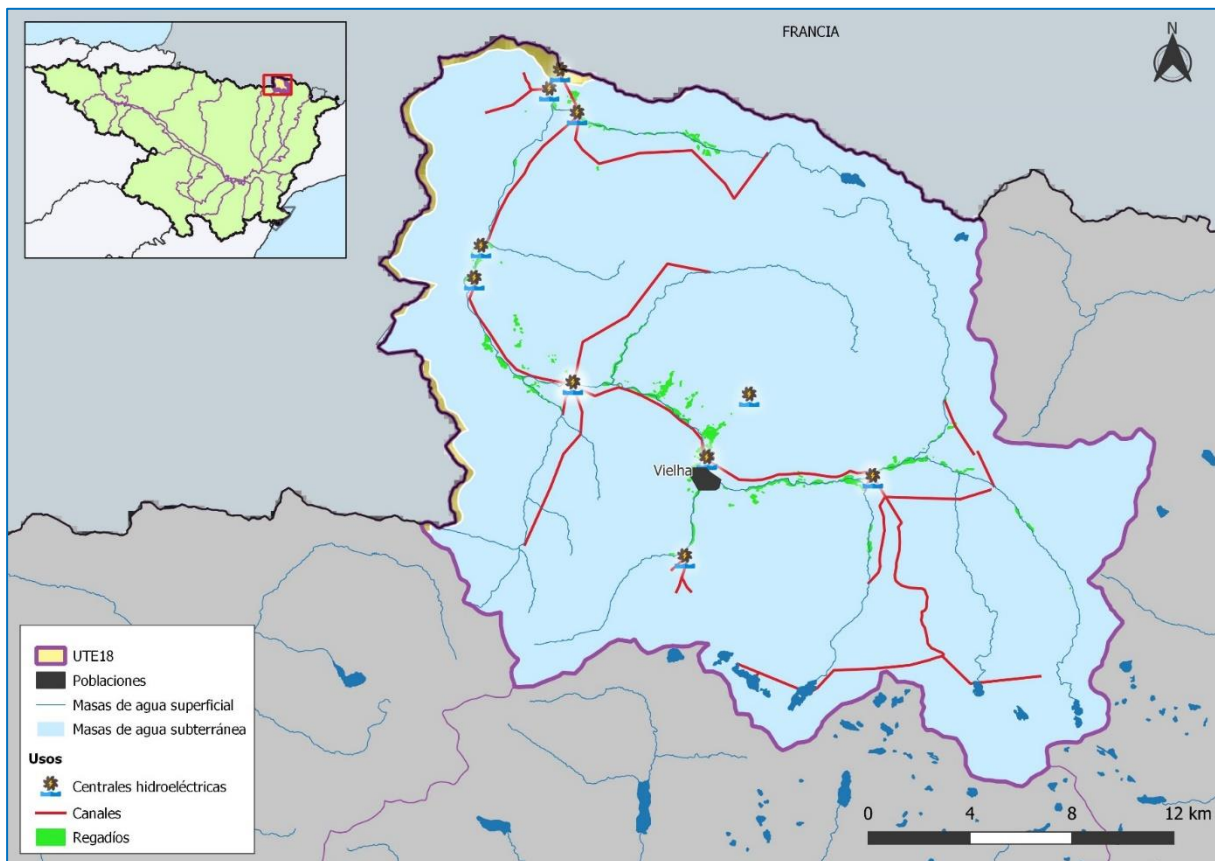 FRANCIA
N
Vielha
UTE18
Poblaciones
Masas de agua superficial
Masas de agua subterránea
Usos
Centrales hidroeléctricas
Canales
Regadíos
0 4 8 12 km